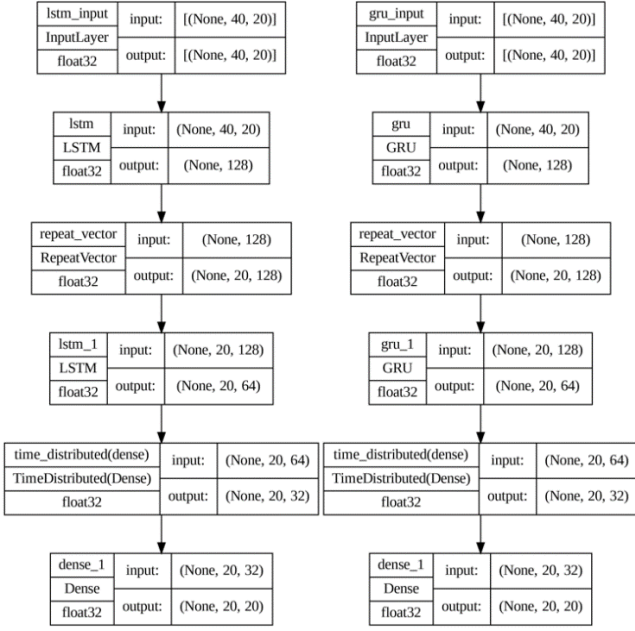 lstm_input
InputLayer
float32
input:
[(None, 40, 20)]
output:
[(None, 40, 20)]
lstm
LSTM
float32
input:
(None, 40, 20)
output:
(None, 128)
repeat_vector
RepeatVector
float32
input:
(None, 128)
output:
(None, 20, 128)
lstm_1
LSTM
float32
input:
(None, 20, 128)
output:
(None, 20, 64)
time_distributed(dense)
TimeDistributed(Dense)
float32
input:
(None, 20, 64)
output:
(None, 20, 32)
dense_1
Dense
float32
input:
(None, 20, 32)
output:
(None, 20, 20)
gru_input
InputLayer
float32
input:
[(None, 40, 20)]
output:
[(None, 40, 20)]
gru
GRU
float32
input:
(None, 40, 20)
output:
(None, 128)
repeat_vector
RepeatVector
float32
input:
(None, 128)
output:
(None, 20, 128)
gru_1
GRU
float32
input:
(None, 20, 128)
output:
(None, 20, 64)
time_distributed(dense)
TimeDistributed(Dense)
float32
input:
(None, 20, 64)
output:
(None, 20, 32)
dense_1
Dense
float32
input:
(None, 20, 32)
output:
(None, 20, 20)